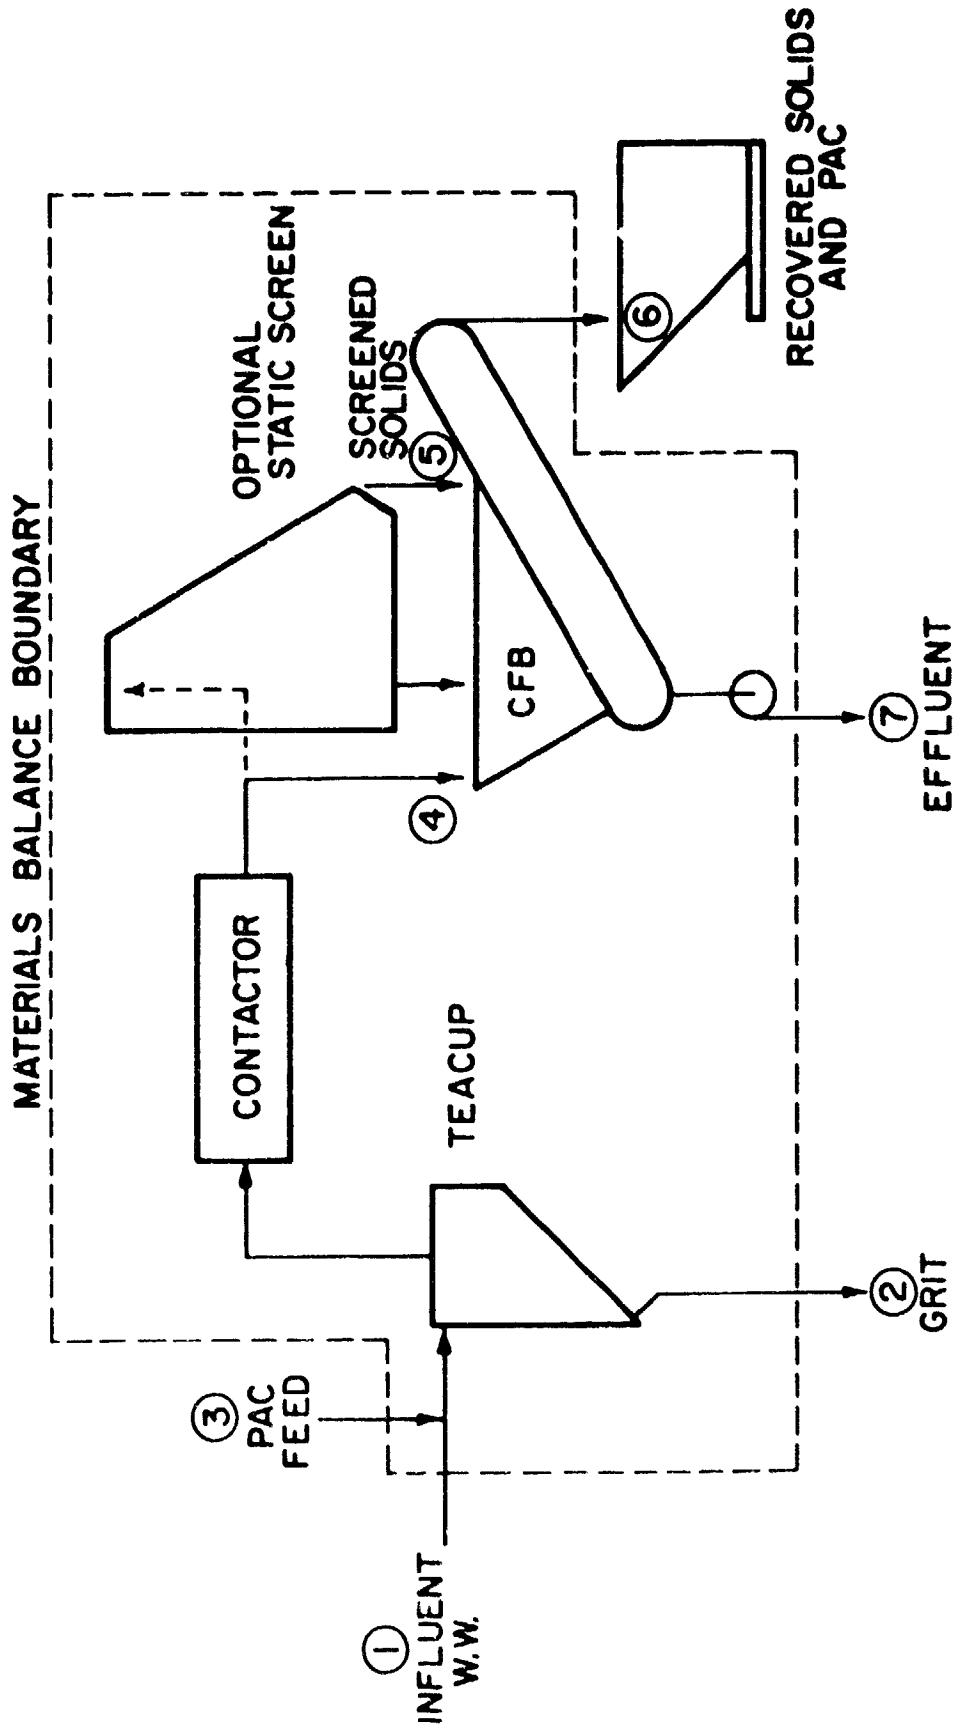 MATERIALS BALANCE BOUNDARY
OPTIONAL
STATIC SCREEN
CONTACTOR
3
PAC
FEED
SCREENED
SOLIDS
5
4
TEACUP
CFB
1
INFLUENT
W.W.
6
RECOVERED SOLIDS
AND PAC
2
GRIT
7
EFFLUENT